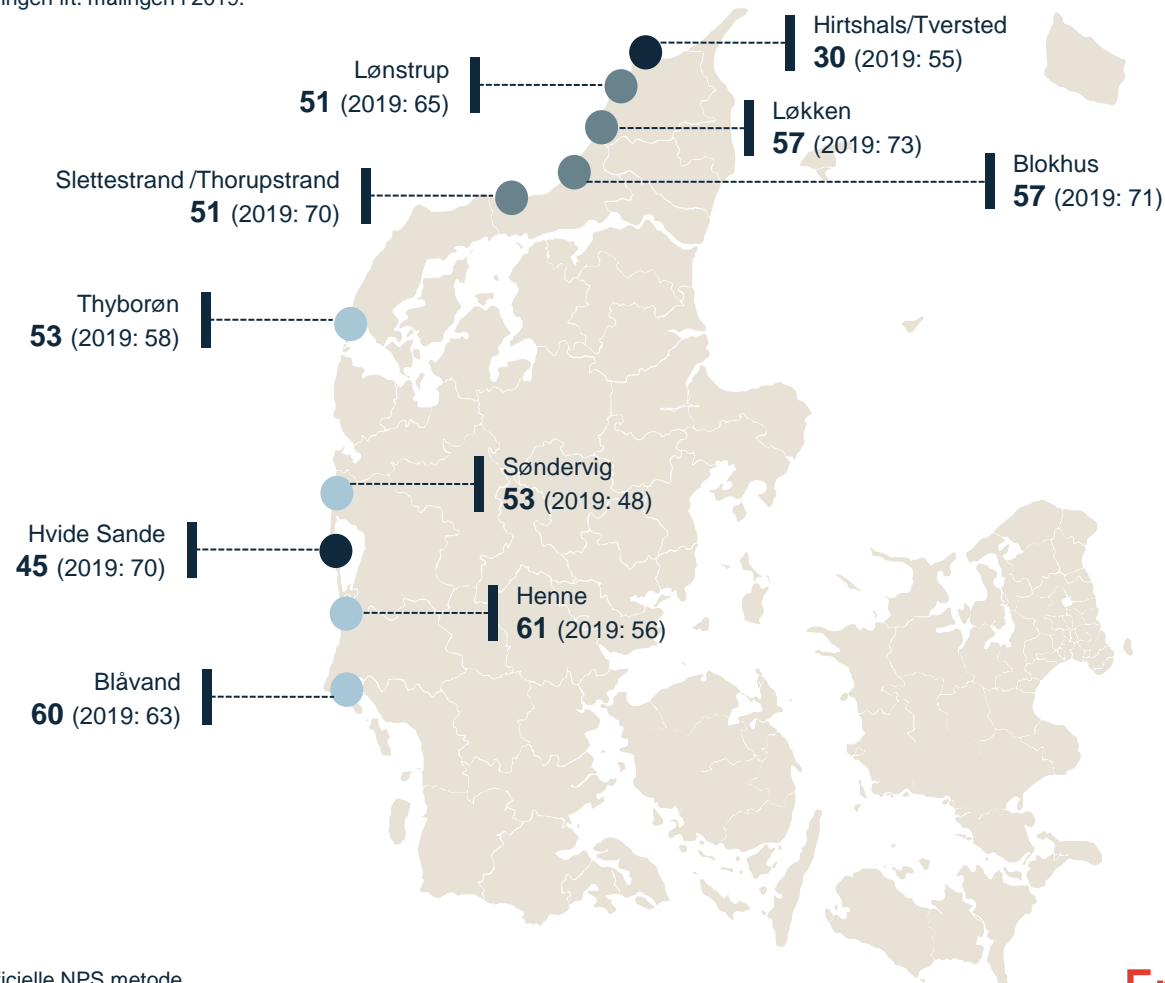 målingen i 2019.
Hirtshals/Tversted
30 (2019: 55)
Lønstrup
51 (2019: 65)
Løkken
57 (2019: 73)
Blokhus
57 (2019: 71)
Slettestrand /Thorupstrand
51 (2019: 70)
Thyborøn
53 (2019: 58)
Søndervig
53 (2019: 48)
Hvide Sande
45 (2019: 70)
Henne
61 (2019: 56)
Blåvand
60 (2019: 63)
NPS metode